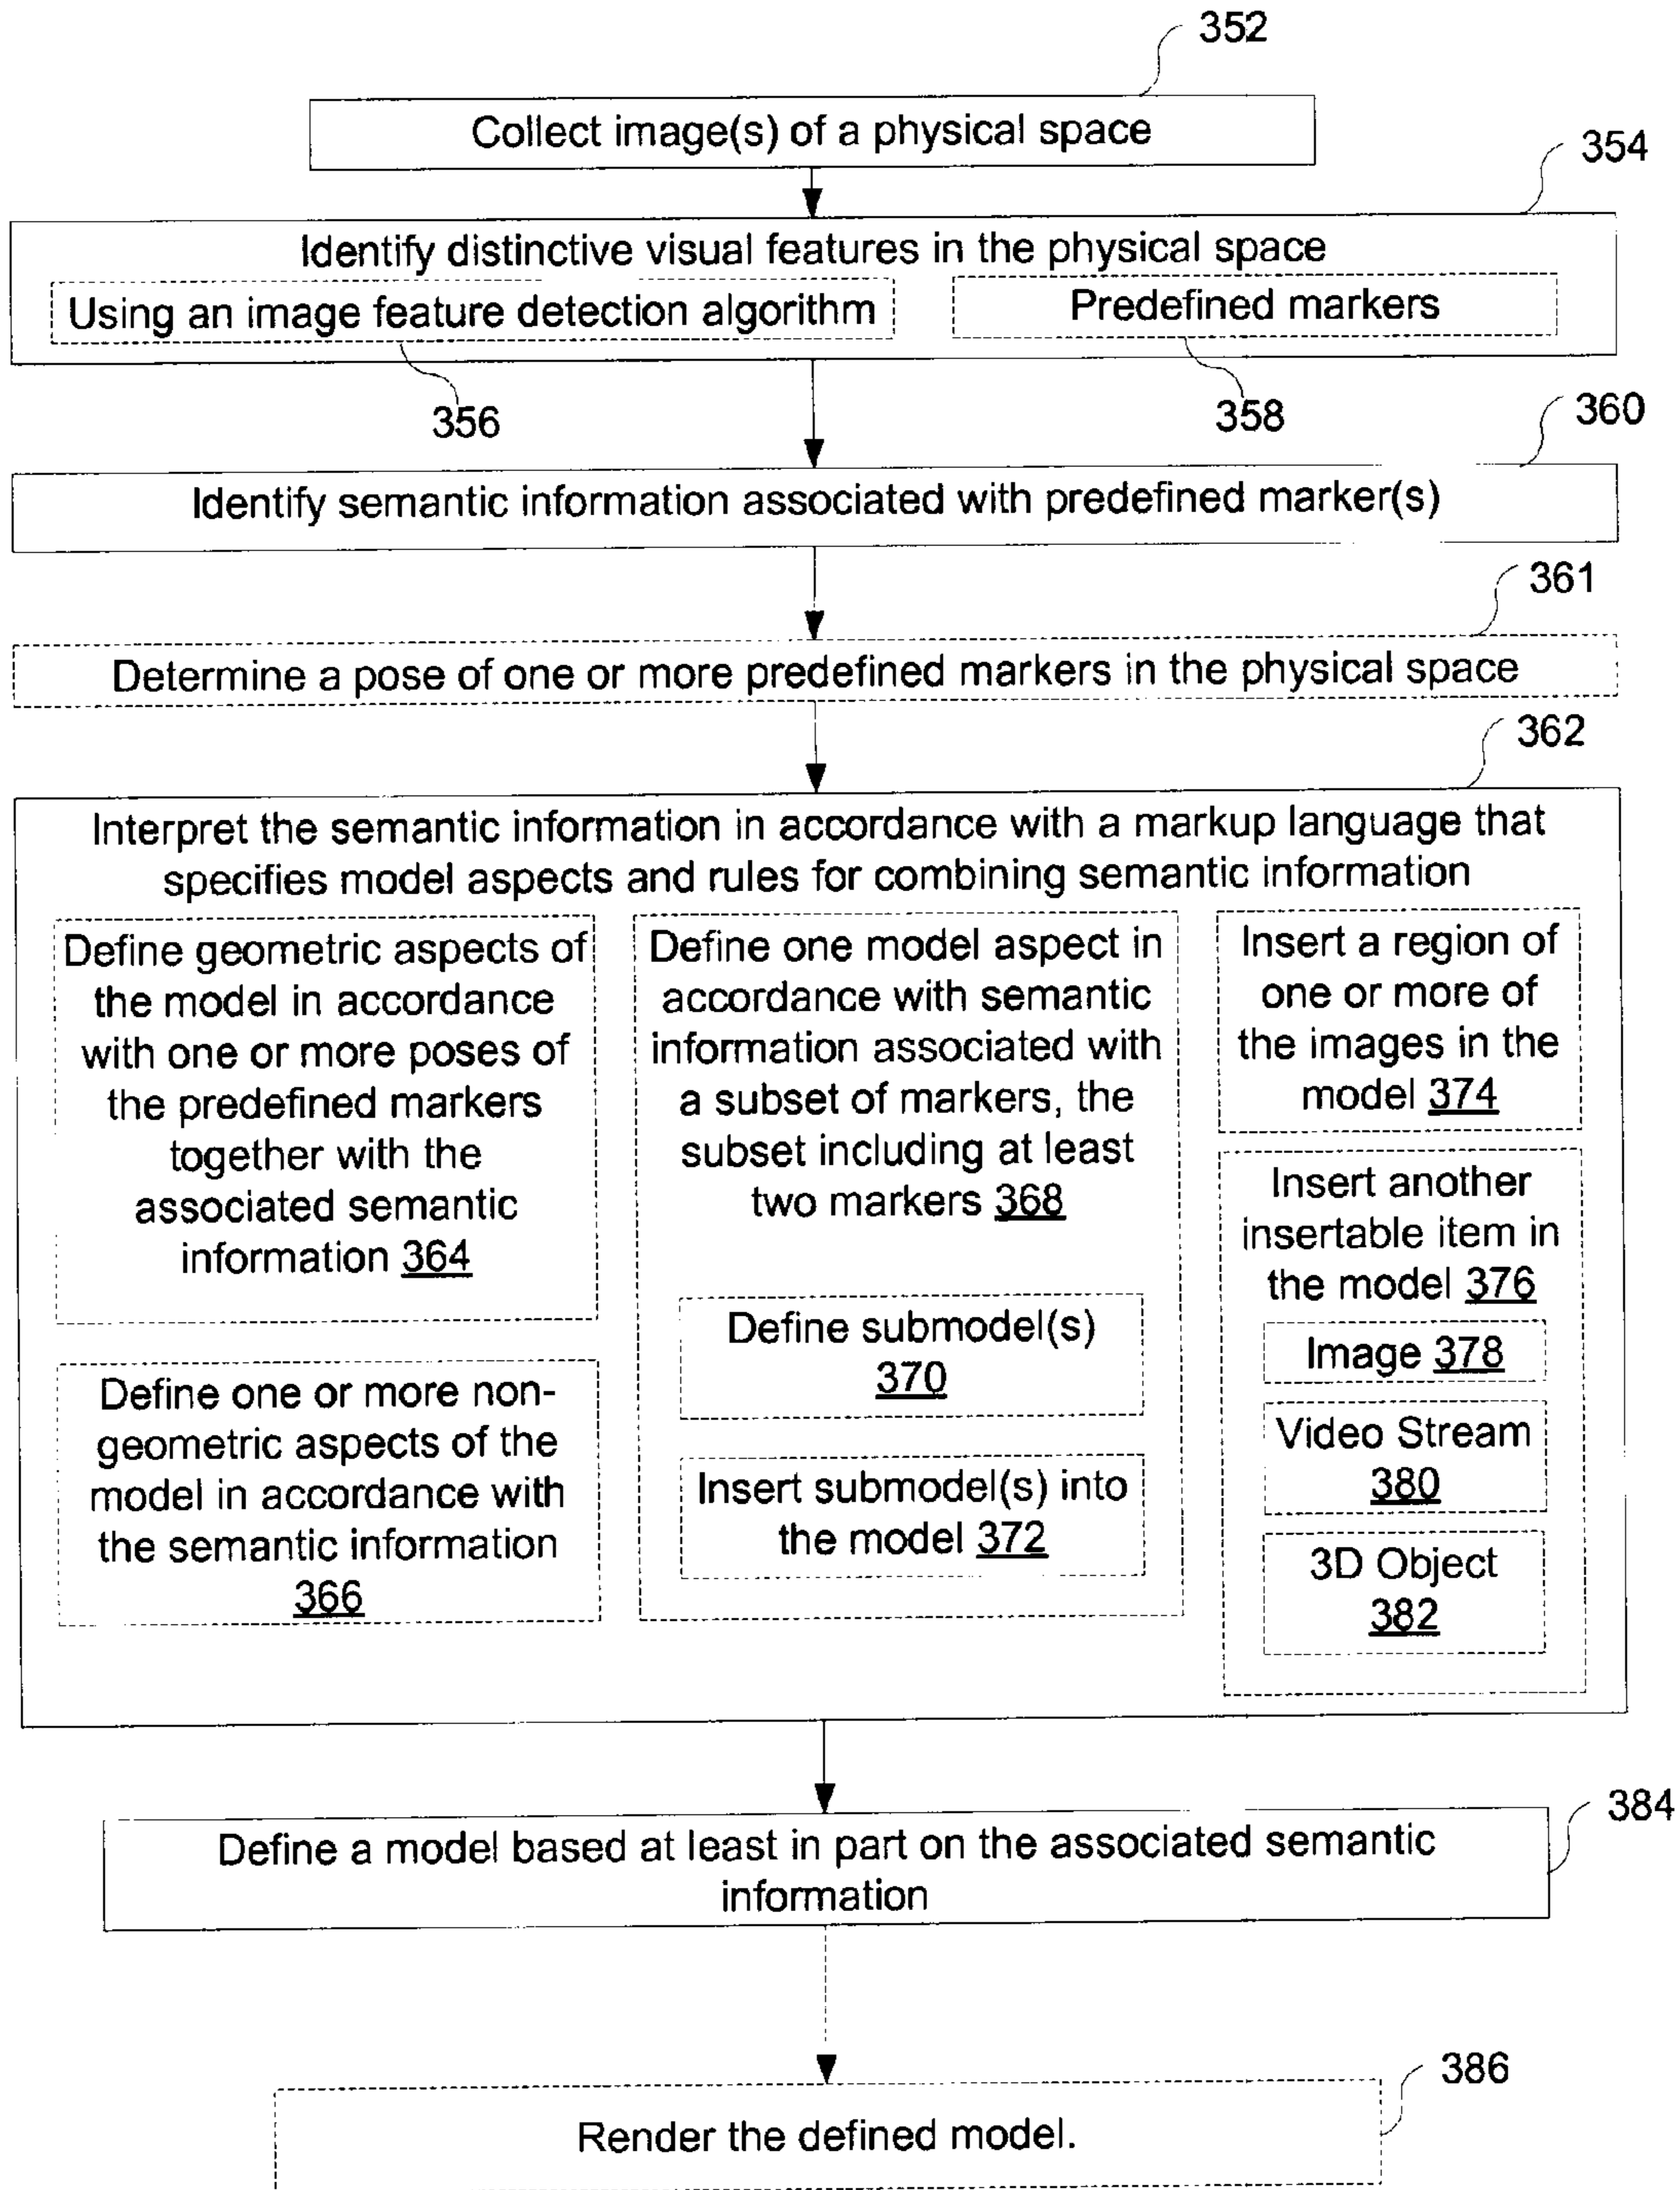 352
Collect image(s) of a physical space
354
Identify distinctive visual features in the physical space
Using an image feature detection algorithm
Predefined markers
356
358
360
Identify semantic information associated with predefined marker(s)
361
Determine a pose of one or more predefined markers in the physical space
362
Interpret the semantic information in accordance with a markup language that
specifies model aspects and rules for combining semantic information
Define geometric aspects of
the model in accordance
with one or more poses of
the predefined markers
together with the
associated semantic
information 364
Define one or more non-
geometric aspects of the
model in accordance with
the semantic information
366
Define one model aspect in
accordance with semantic
information associated with
a subset of markers, the
subset including at least
two markers 368
Define submodel(s)
370
Insert submodel(s) into
the model 372
Insert a region of
one or more of
the images in the
model 374
Insert another
insertable item in
the model 376
Image 378
Video Stream
380
3D Object
382
384
Define a model based at least in part on the associated semantic
information
386
Render the defined model.